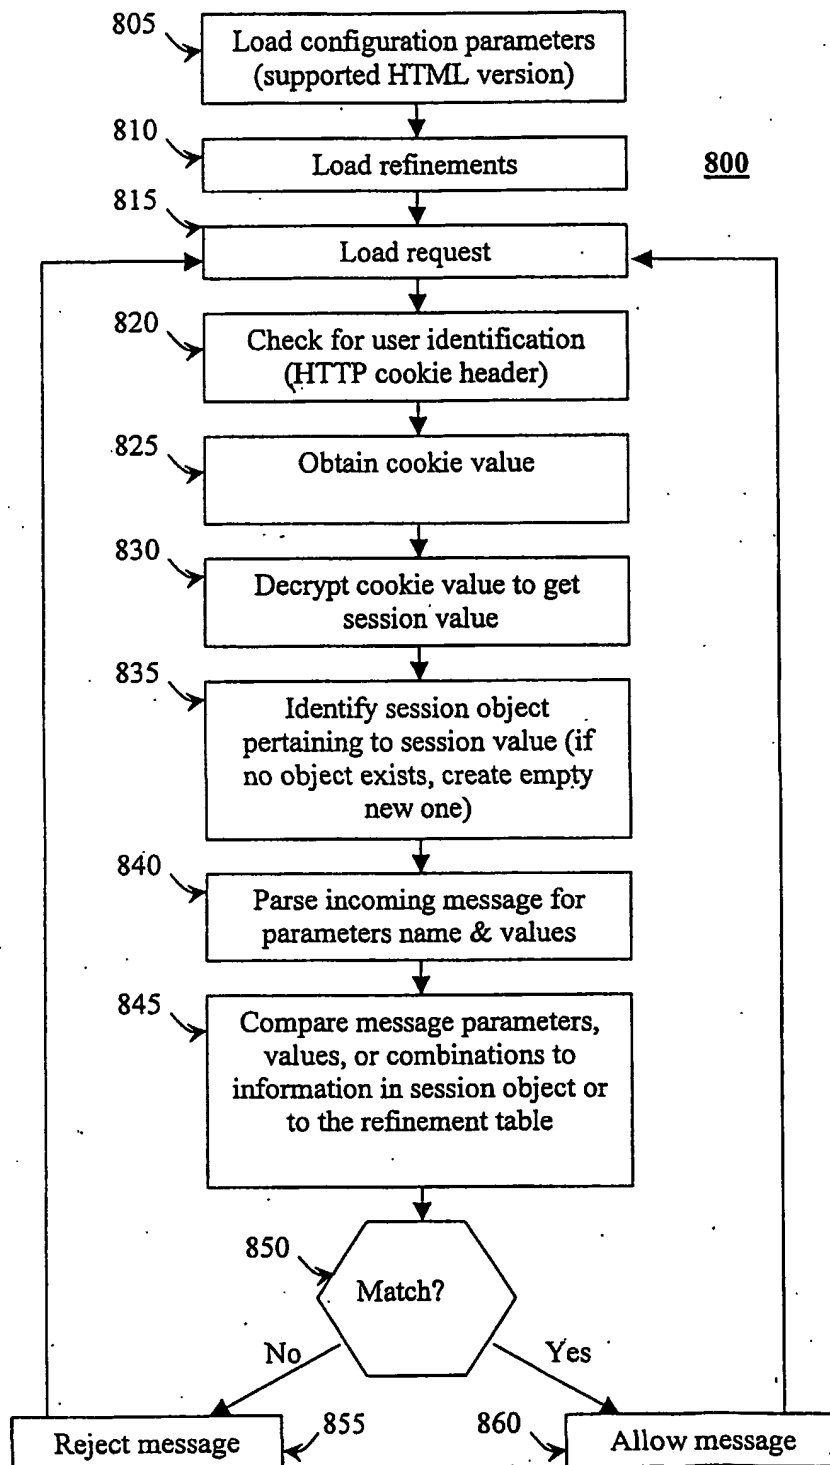 805
Load configuration parameters
(supported HTML version)
810
Load refinements
800
815
Load request
820
Check for user identification
(HTTP cookie header)
825
Obtain cookie value
830
Decrypt cookie value to get
session value
835
Identify session object
pertaining to session value (if
no object exists, create empty
new one)
840
Parse incoming message for
parameters name & values
845
Compare message parameters,
values, or combinations to
information in session object or
to the refinement table
850
Match?
No
Yes
855
860
Reject message
Allow message